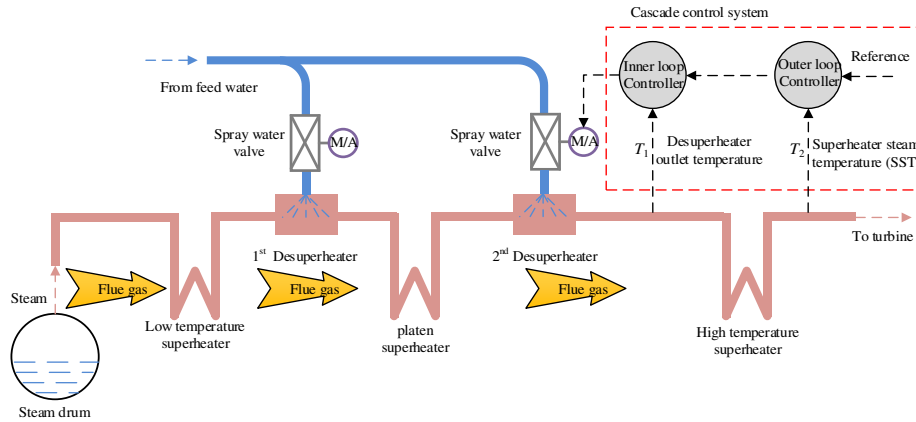 Cascade control system
Inner loop
Controller
Outer loop
Controller
Reference
From feed water
Spray water
valve
M/A
Spray water
valve
M/A
T1
Desuperheater
outlet temperature
T2
Superheater steam
temperature (SST
To turbine
1st Desuperheater
2nd Desuperheater
Steam
Flue gas
Flue gas
Flue gas
Low temperature
superheater
platen
superheater
High temperature
superheater
Steam drum